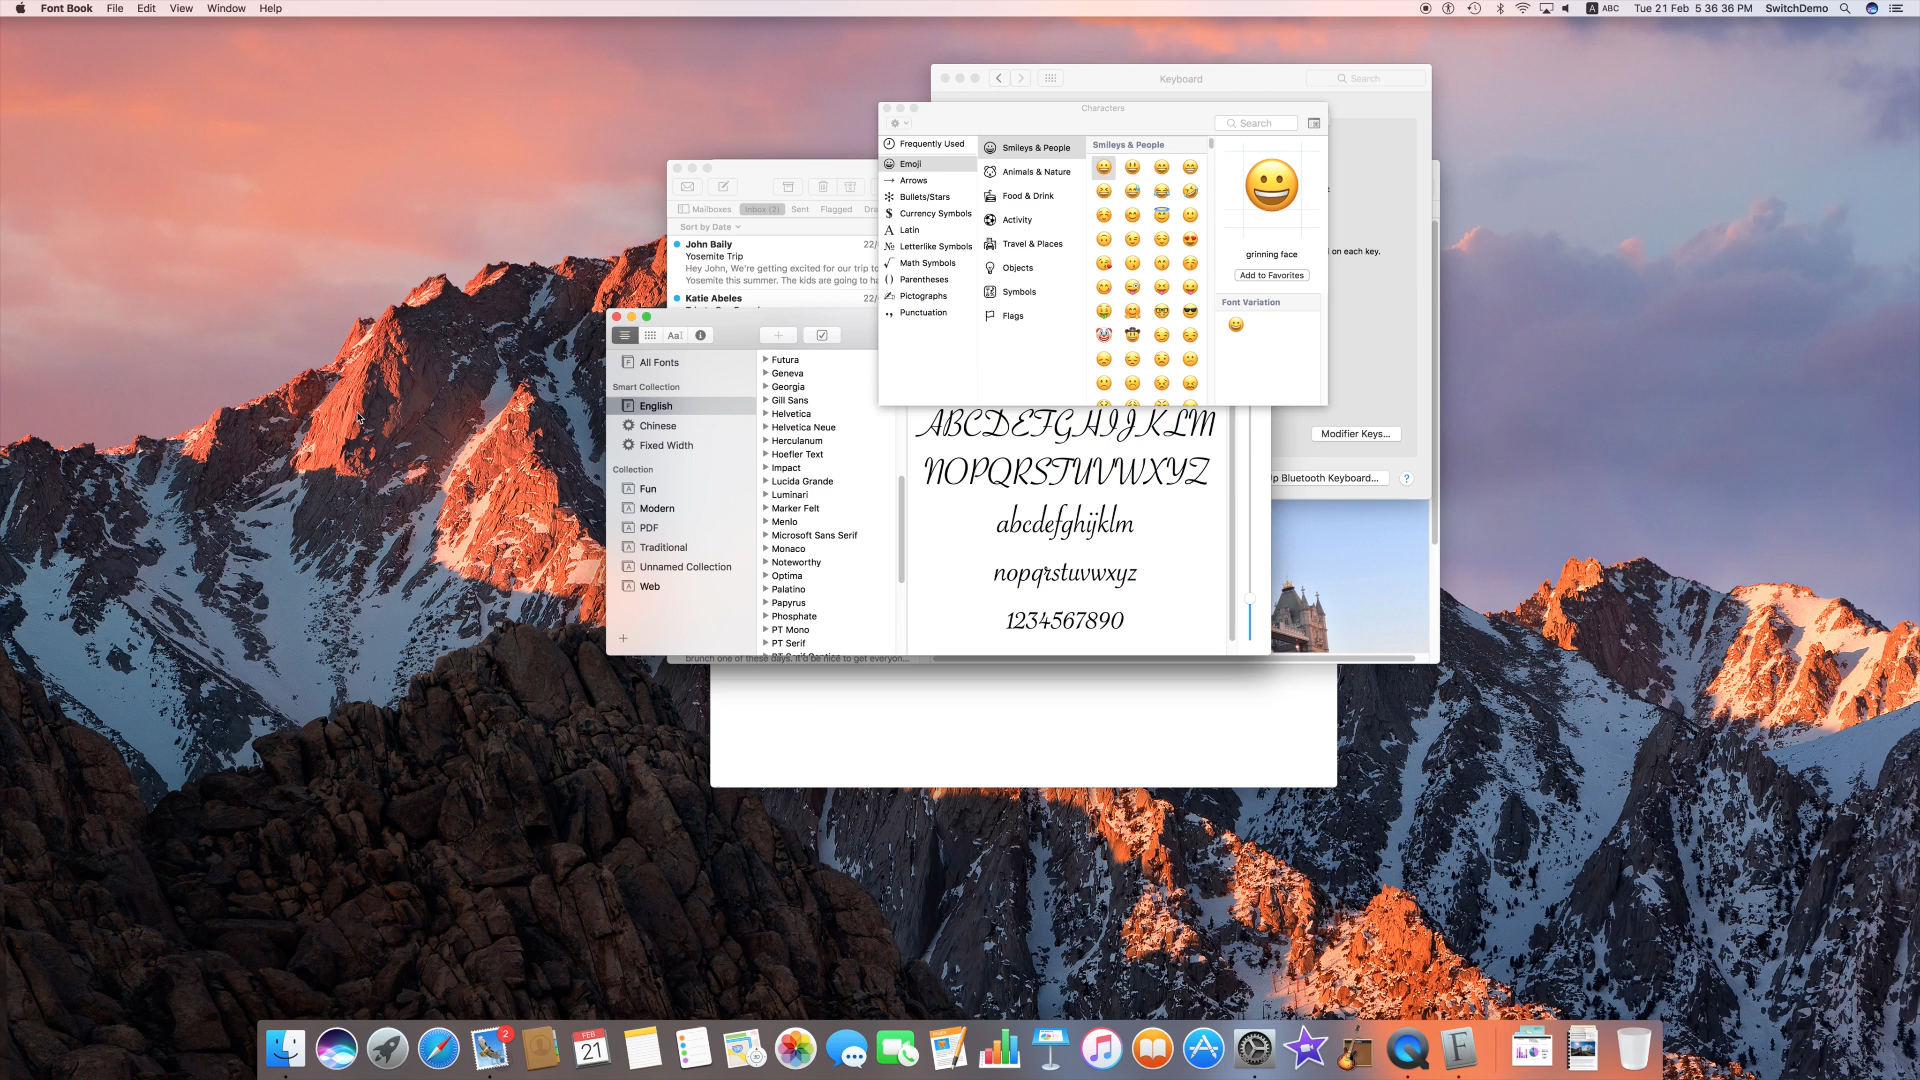 Font Book File Edit View Window Help
ABC Tue 21 Feb 5 36 36 PM SwitchDemo
Keyboard
Search
Characters
Search
Frequently Used
Emoji
Arrows
Bullets/Stars
Currency Symbols
Latin
Letterlike Symbols
Math Symbols
Parentheses
Pictographs
Punctuation
Smileys & People
Animals & Nature
Food & Drink
Activity
Travel & Places
Objects
Symbols
Flags
Smileys & People
grinning face
Add to Favorites
Font Variation
on each key.
Modifier Keys...
Up Bluetooth Keyboard...
?
Mailboxes Inbox (2) Sent Flagged Dra
Sort by Date
John Baily 22/
Yosemite Trip
Hey John, We're getting excited for our trip to
Yosemite this summer. The kids are going to ha
Katie Abeles 22/
All Fonts
Smart Collection
English
Chinese
Fixed Width
Collection
Fun
Modern
PDF
Traditional
Unnamed Collection
Web
Futura
Geneva
Georgia
Gill Sans
Helvetica
Helvetica Neue
Herculanum
Hoefler Text
Impact
Lucida Grande
Luminari
Marker Felt
Menlo
Microsoft Sans Serif
Monaco
Noteworthy
Optima
Palatino
Papyrus
Phosphate
PT Mono
PT Serif
ABCDEFGHIJKLM
NOPQRSTUVWXYZ
abcdefghijklm
nopqrstuvwxyz
1234567890
brunch one of these days. It'd be nice to get everyon...
2
FEB
21